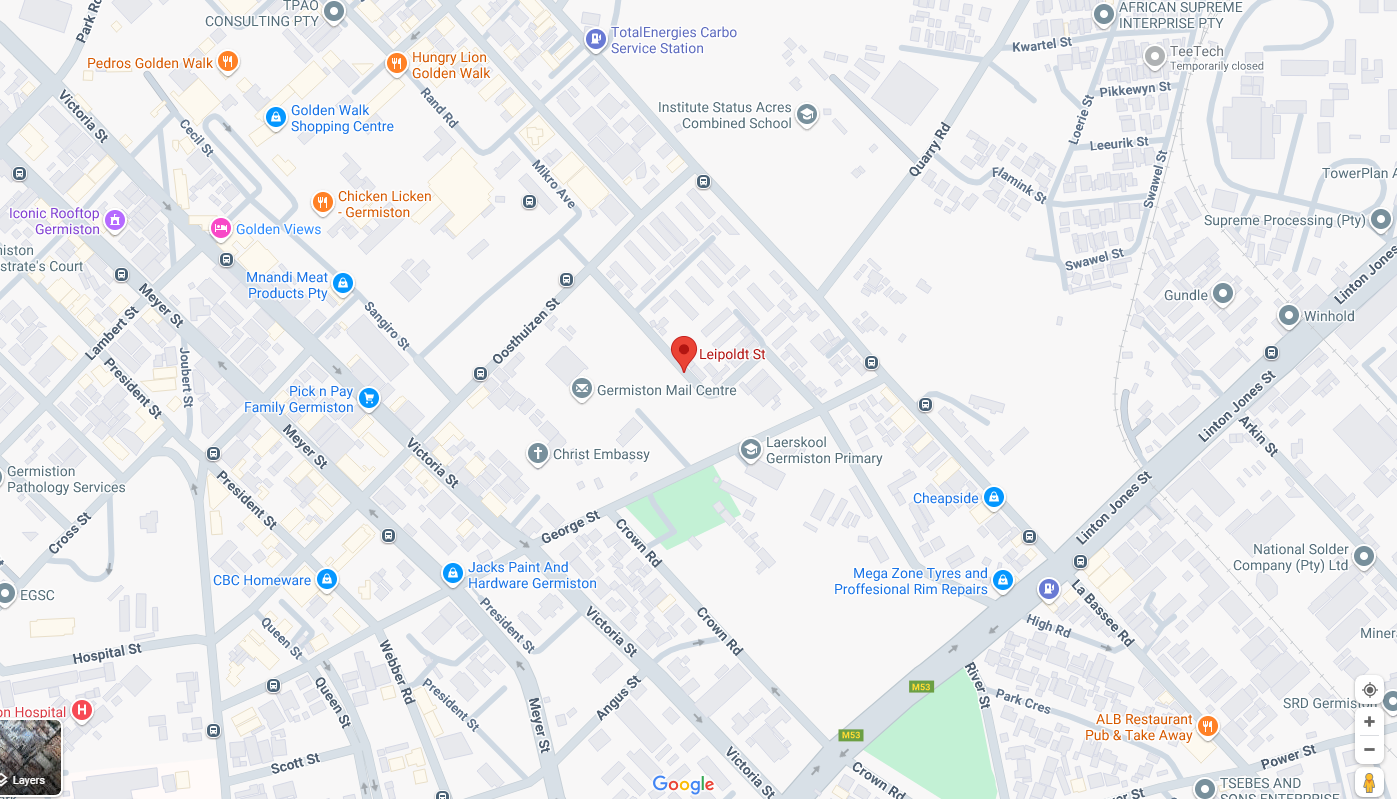 TPAO
CONSULTING PTY
Park Rd
Pedros Golden Walk
Hungry Lion
Golden Walk
TotalEnergies Carbo
Service Station
AFRICAN SUPREME
ENTERPRISE PTY
Kwartel St
TeeTech
Temporarily closed
Pikkewyn St
Victoria St
Golden Walk
Shopping Centre
Rand Rd
Institute Status Acres
Combined School
Loerie St
Cecil St
Quarry Rd
Leeurik St
Mikro Ave
Flamink St
Swawel St
TowerPlan A
Chicken Licken
- Germiston
Iconic Rooftop
Germiston
Golden Views
Supreme Processing (Pty)
niston
strate's Court
Swawel St
Mnandi Meat
Products Pty
Meyer St
Linton Jones
Gundle
Winhold
Lambert St
Sangiro St
Oosthuizen St
Leipoldt St
Joubert St
President St
Pick n Pay
Family Germiston
Germiston Mail Centre
Linton Jones St
Arkin St
Meyer St
Victoria St
Christ Embassy
Laerskool
Germiston Primary
Germistion
Pathology Services
President St
Cheapside
Linton Jones St
Cross St
George St
Crown Rd
National Solder
Company (Pty) Ltd
CBC Homeware
Jacks Paint And
Hardware Germiston
Mega Zone Tyres and
Proffesional Rim Repairs
EGSC
La Bassee Rd
President St
Victoria St
Crown Rd
High Rd
Queen St
Hospital St
Webber Rd
Miner
on Hospital
Queen St
President St
Angus St
M53
River St
Park Cres
SRD Germiston
Meyer St
M53
ALB Restaurant
Pub & Take Away
Scott St
Victoria St
Crown Rd
Power St
Power St
Layers
Google
TSEBES AND
SONS ENTERPRISE